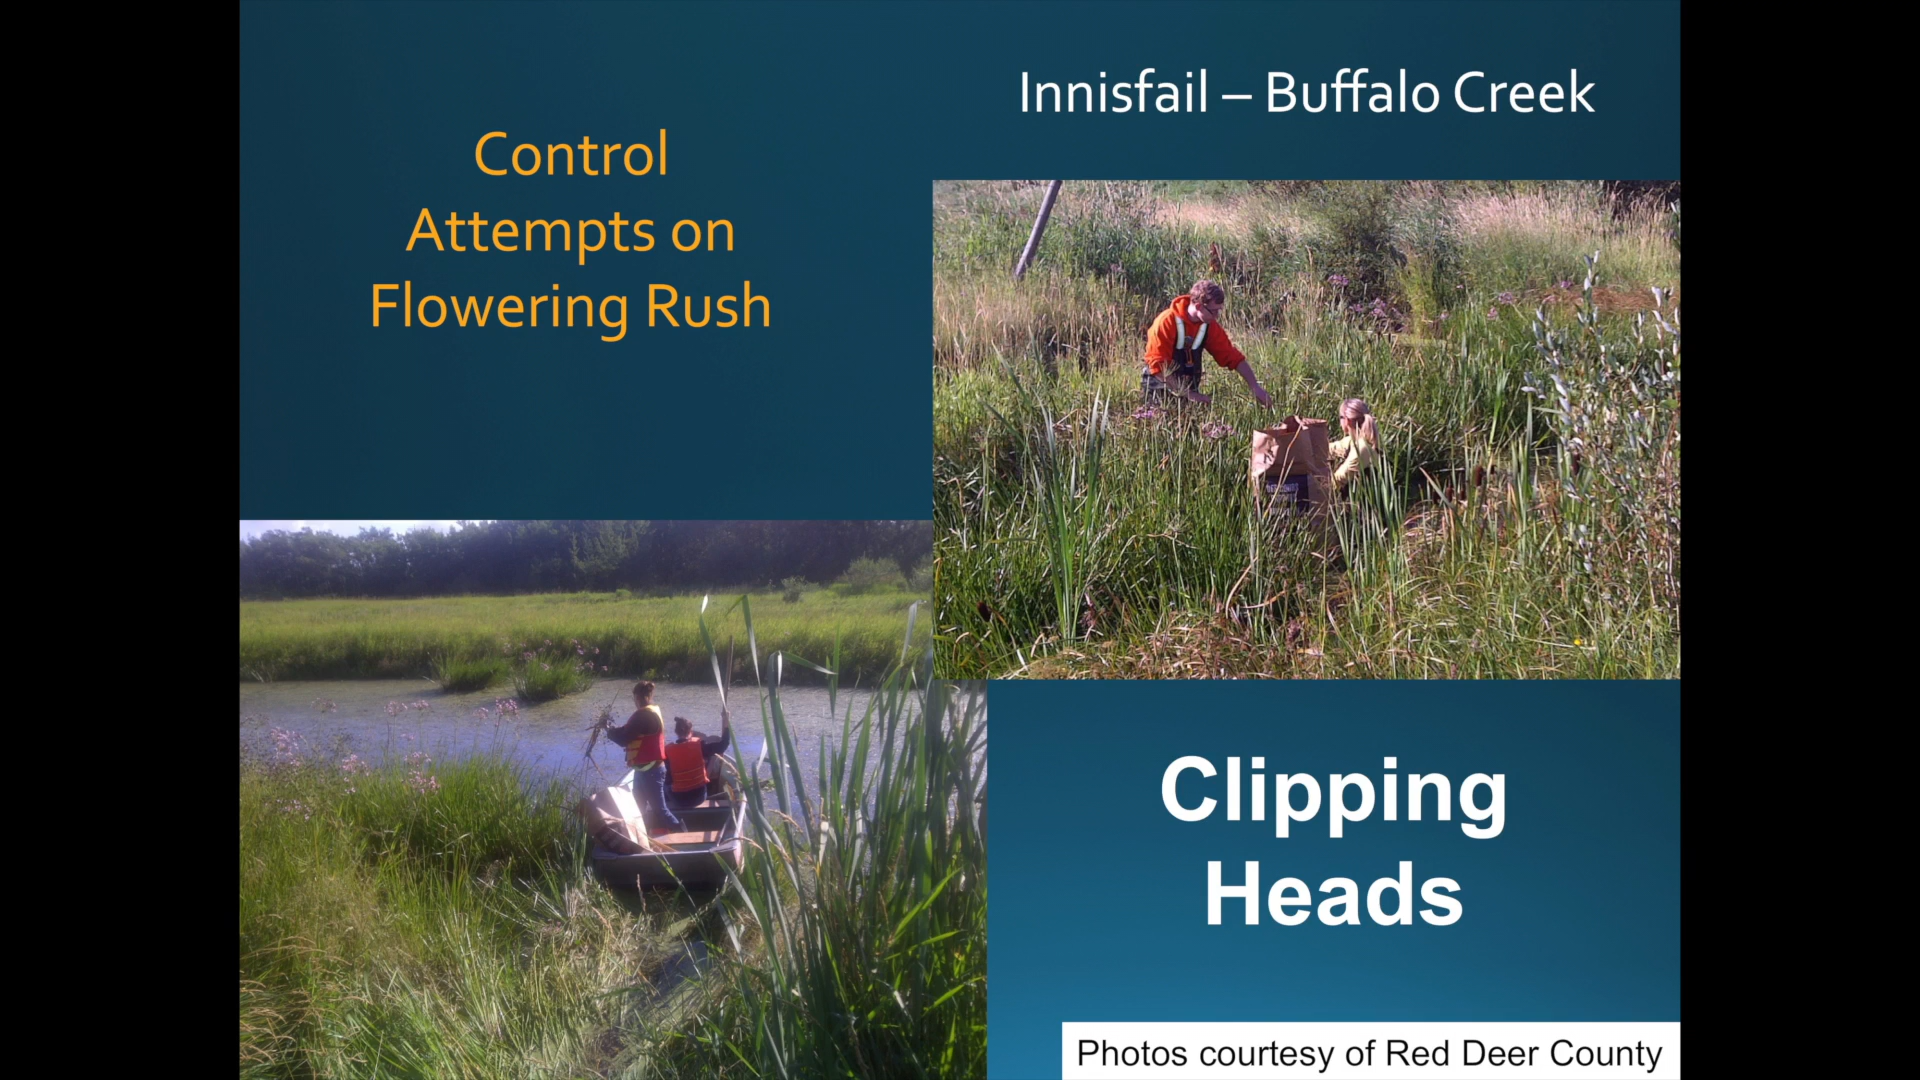 Innisfail – Buffalo Creek
Control
Attempts on
Flowering Rush
Clipping
Heads
Photos courtesy of Red Deer County